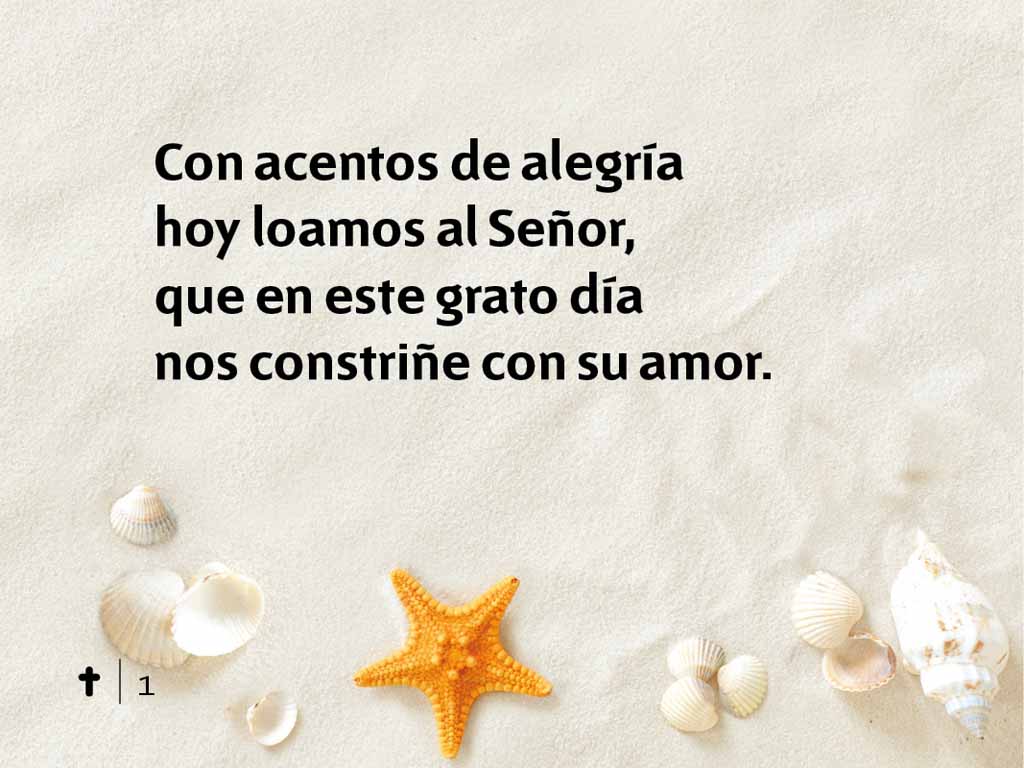 Con acentos de alegría
hoy loamos al Señor,
que en este grato día
nos constriñe con su amor.
1